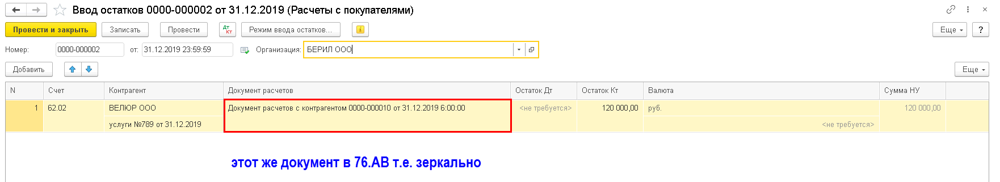 Ввод остатков 0000-000002 от 31.12.2019 (Расчеты с покупателями)
Провести и закрыть Записать Провести Дт Кт Режим ввода остатков... i Еще ?
Номер: 0000-000002 от: 31.12.2019 23:59:59 Организация: БЕРИЛ ООО
Добавить Еще
N Счет Контрагент Документ расчетов Остаток Дт Остаток Кт Валюта Сумма НУ
1 62.02 ВЕЛЮР ООО Документ расчетов с контрагентом 0000-000010 от 31.12.2019 6:00:00 <не требуется> 120 000,00 руб. 120 000,00
услуги №789 от 31.12.2019 <не требуется>
этот же документ в 76.АВ т.е. зеркально